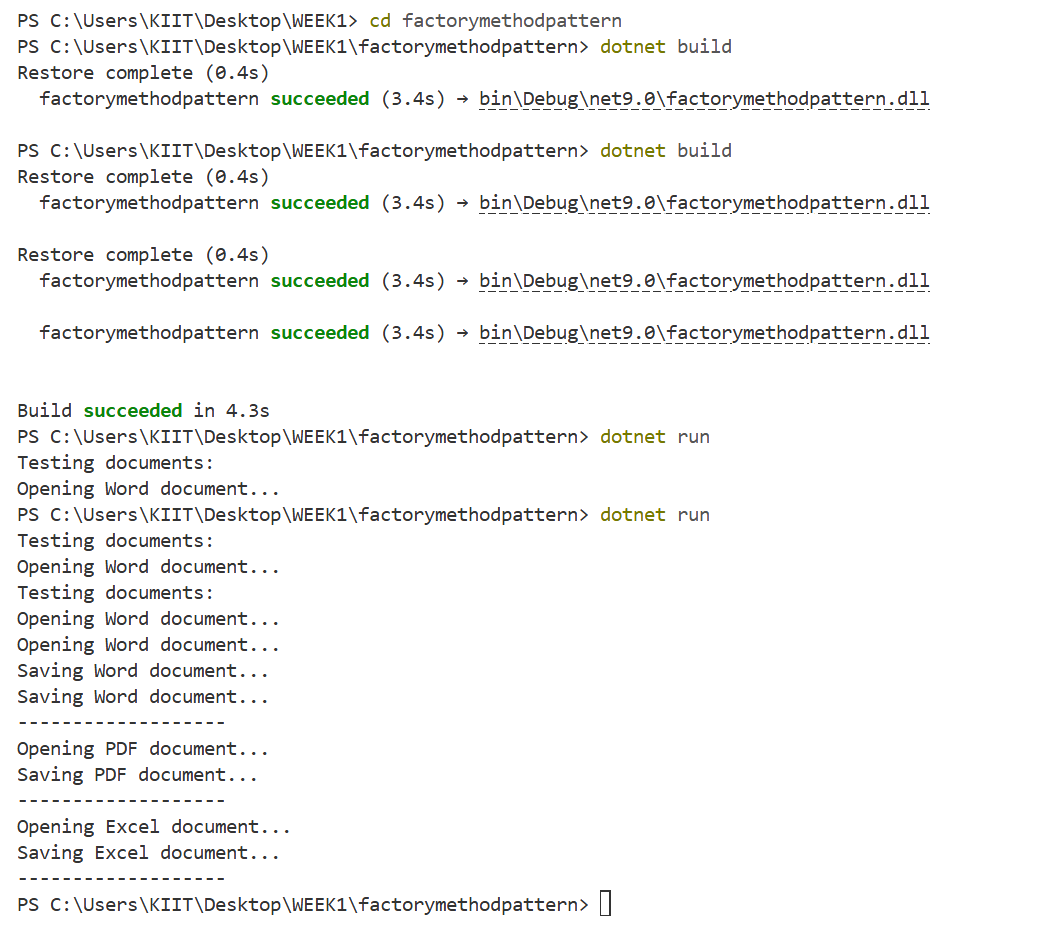 PS C:\Users\KIIT\Desktop\WEEK1> cd factorymethodpattern
PS C:\Users\KIIT\Desktop\WEEK1\factorymethodpattern> dotnet build
Restore complete (0.4s)
  factorymethodpattern succeeded (3.4s) → bin\Debug\net9.0\factorymethodpattern.dll
PS C:\Users\KIIT\Desktop\WEEK1\factorymethodpattern> dotnet build
Restore complete (0.4s)
  factorymethodpattern succeeded (3.4s) → bin\Debug\net9.0\factorymethodpattern.dll
Restore complete (0.4s)
  factorymethodpattern succeeded (3.4s) → bin\Debug\net9.0\factorymethodpattern.dll
  factorymethodpattern succeeded (3.4s) → bin\Debug\net9.0\factorymethodpattern.dll
Build succeeded in 4.3s
PS C:\Users\KIIT\Desktop\WEEK1\factorymethodpattern> dotnet run
Testing documents:
Opening Word document...
PS C:\Users\KIIT\Desktop\WEEK1\factorymethodpattern> dotnet run
Testing documents:
Opening Word document...
Testing documents:
Opening Word document...
Opening Word document...
Saving Word document...
Saving Word document...
-------------------
Opening PDF document...
Saving PDF document...
-------------------
Opening Excel document...
Saving Excel document...
-------------------
PS C:\Users\KIIT\Desktop\WEEK1\factorymethodpattern>